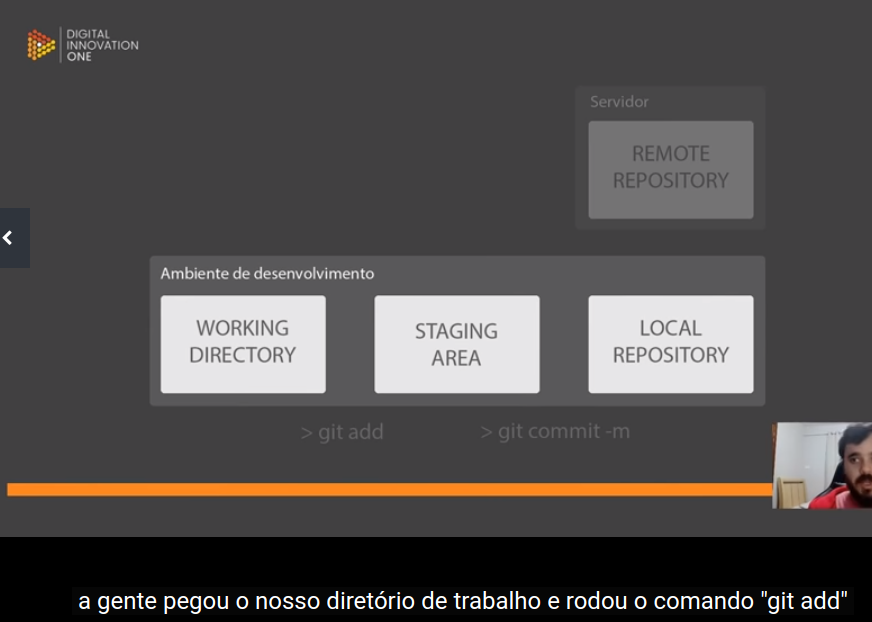 DIGITAL
INNOVATION
ONE
Servidor
REMOTE
REPOSITORY
Ambiente de desenvolvimento
WORKING
DIRECTORY
STAGING
AREA
LOCAL
REPOSITORY
> git add
> git commit -m
a gente pegou o nosso diretório de trabalho e rodou o comando "git add"